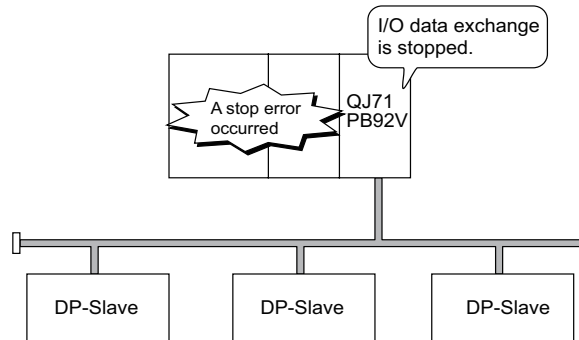 I/O data exchange
is stopped.
A stop error
occurred
QJ71
PB92V
DP-Slave
DP-Slave
DP-Slave